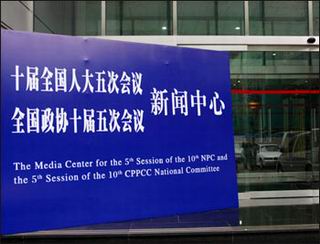 十届全国人大五次会议
全国政协十届五次会议
新闻中心
The Media Center for the 5th Session of the 10th NPC and
the 5th Session of the 10th CPPCC National Committee